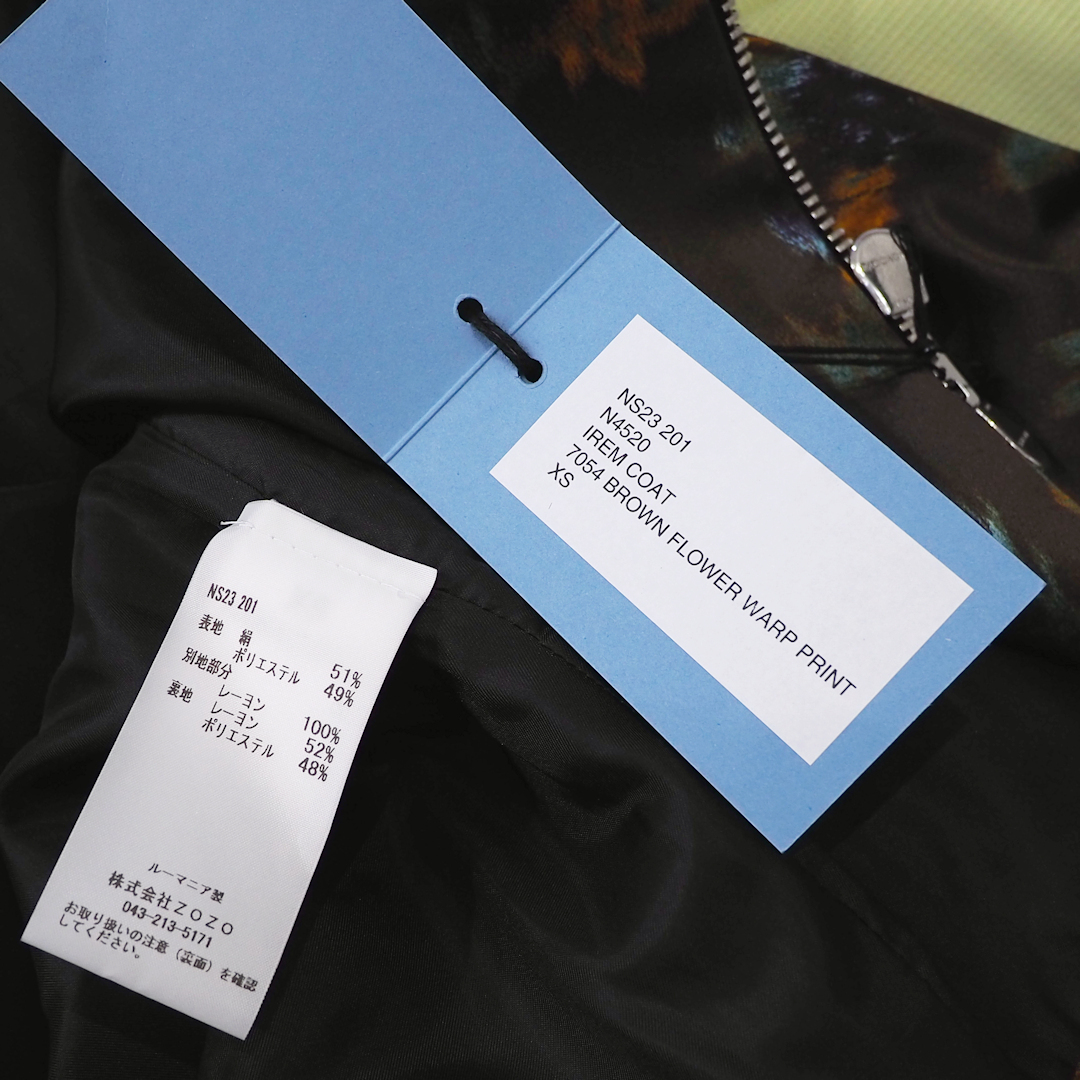 NS23 201
N4520
IREM COAT
7054 BROWN FLOWER WARP PRINT
XS
NS23 201
表地 絹 51%
ポリエステル 49%
別地部分
レーヨン 100%
裏地 レーヨン 52%
ポリエステル 48%
ルーマニア製
株式会社ZOZO
043-213-5171
お取り扱いの注意（裏面）を確認
してください。